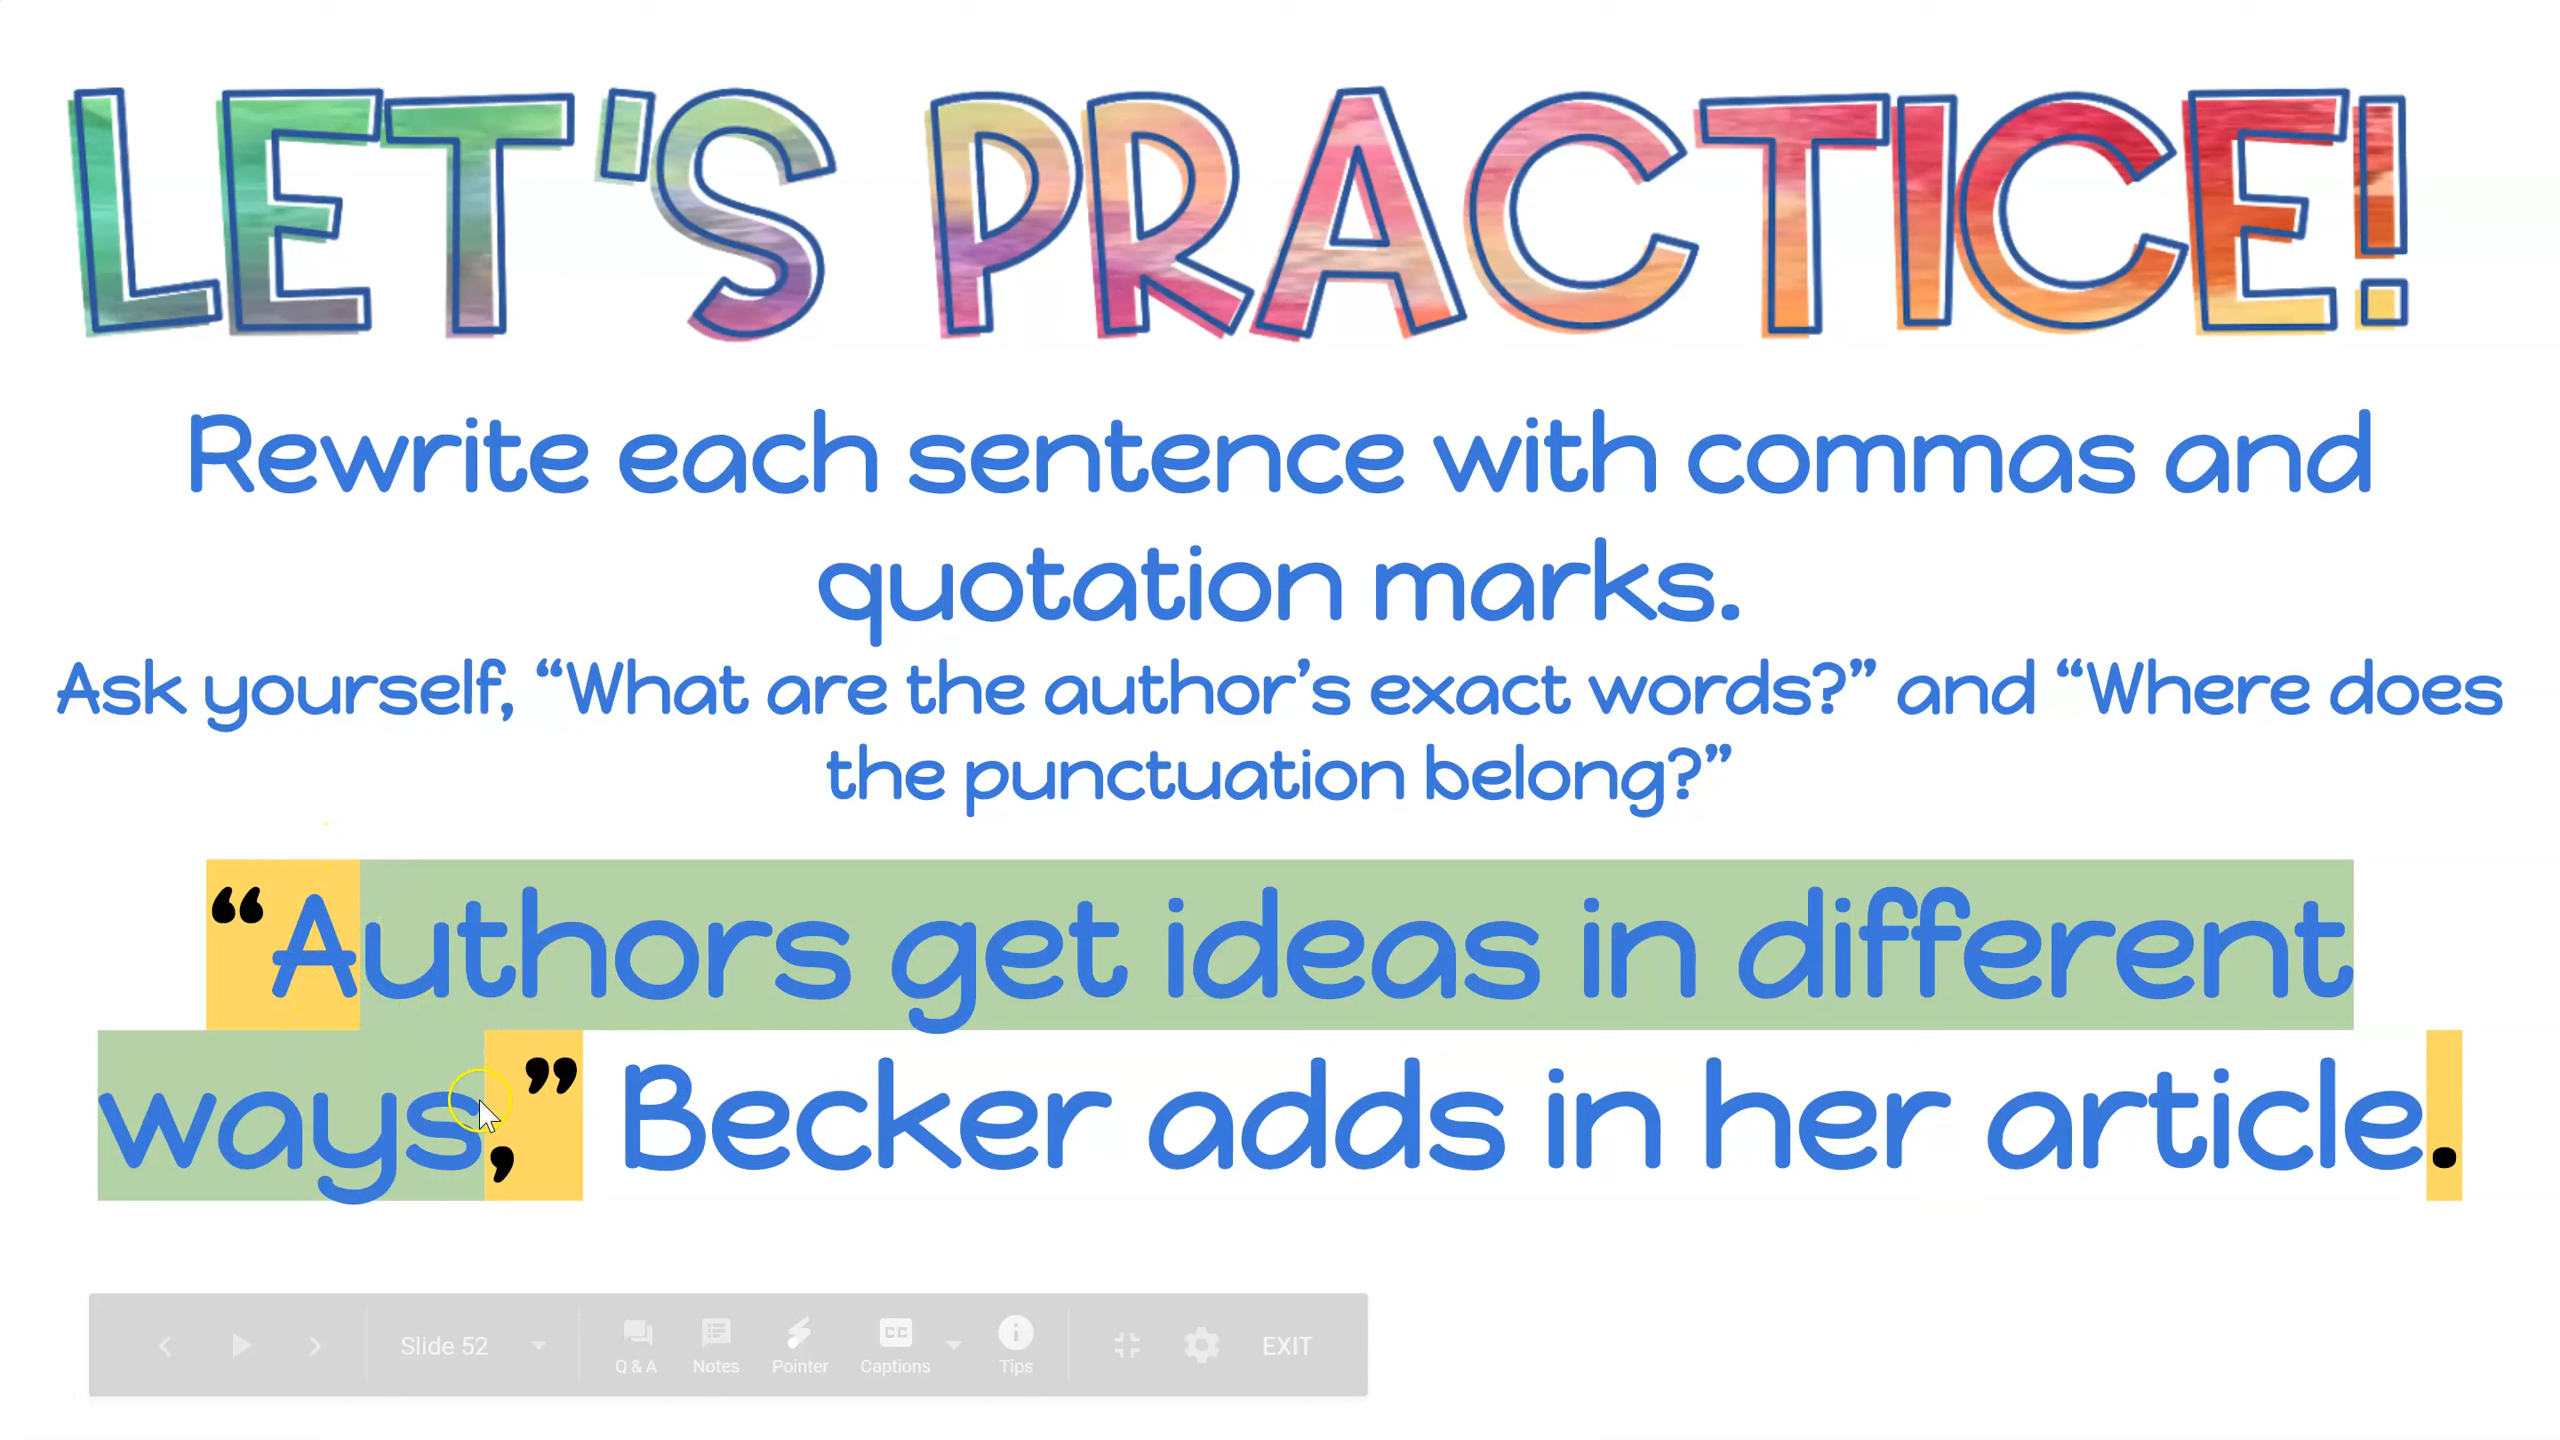 LET'S PRACTICE!
Rewrite each sentence with commas and
quotation marks.
Ask yourself, “What are the author’s exact words?” and “Where does
the punctuation belong?”
“Authors get ideas in different
ways,” Becker adds in her article.
Slide 52 Q & A Notes Pointer CC Captions Tips EXIT